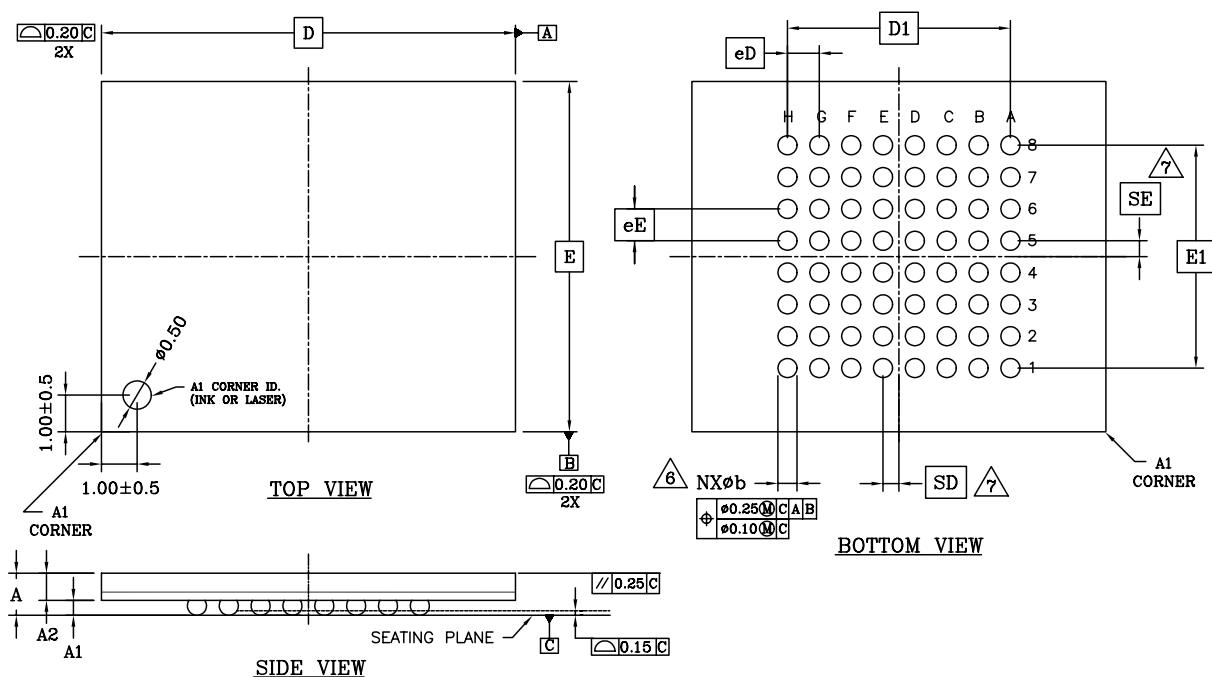 ⌓ 0.20 C
2X
D
A
E
ø0.50
A1 CORNER ID.
(INK OR LASER)
1.00±0.5
1.00±0.5
A1
CORNER
TOP VIEW
B
⌓ 0.20 C
2X
D1
eD
H G F E D C B A
8
7
6
5
4
3
2
1
eE
7
SE
E1
6 NXøb
⌖ ø0.25Ⓜ C A B
ø0.10Ⓜ C
SD 7
A1
CORNER
BOTTOM VIEW
A
A2
A1
// 0.25 C
SEATING PLANE
C
⌓ 0.15 C
SIDE VIEW